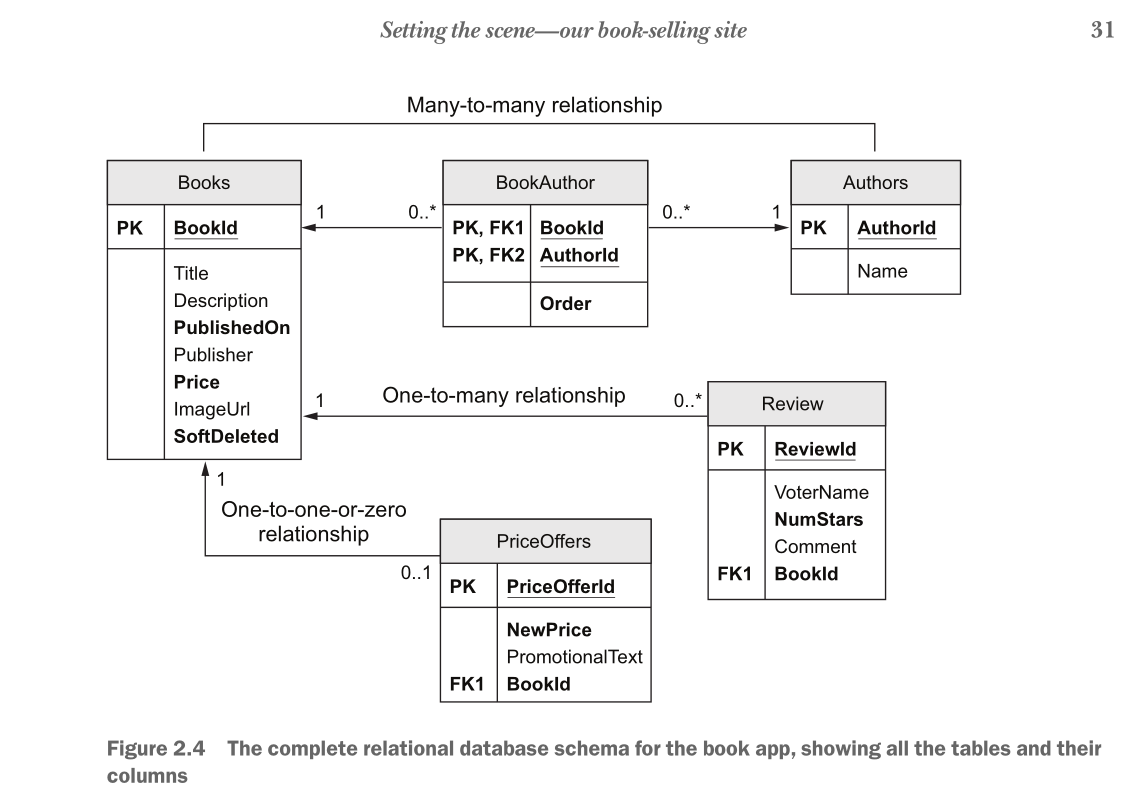 Setting the scene—our book-selling site 31
Many-to-many relationship
Books
PK BookId
Title
Description
PublishedOn
Publisher
Price
ImageUrl
SoftDeleted
1 0..*
BookAuthor
PK, FK1 BookId
PK, FK2 AuthorId
Order
0..* 1
Authors
PK AuthorId
Name
1 One-to-many relationship 0..*
Review
PK ReviewId
VoterName
NumStars
Comment
FK1 BookId
1
One-to-one-or-zero
relationship
0..1
PriceOffers
PK PriceOfferId
NewPrice
PromotionalText
FK1 BookId
Figure 2.4 The complete relational database schema for the book app, showing all the tables and their
columns